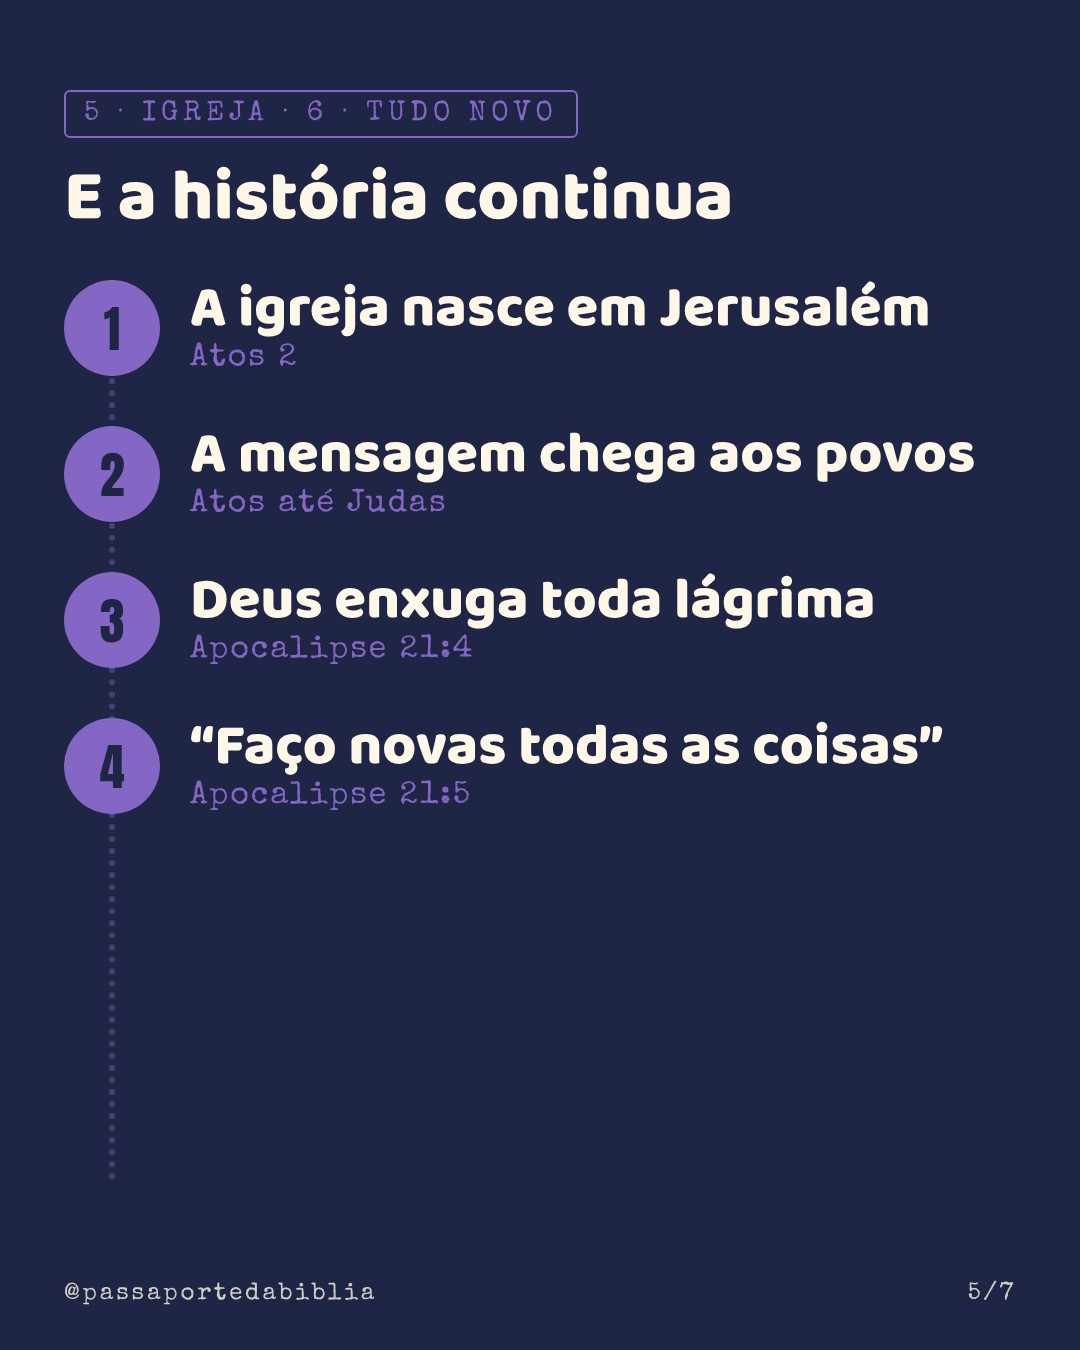 5 · IGREJA · 6 · TUDO NOVO
E a história continua
1
A igreja nasce em Jerusalém
Atos 2
2
A mensagem chega aos povos
Atos até Judas
3
Deus enxuga toda lágrima
Apocalipse 21:4
4
“Faço novas todas as coisas”
Apocalipse 21:5
@passaportedabiblia
5/7